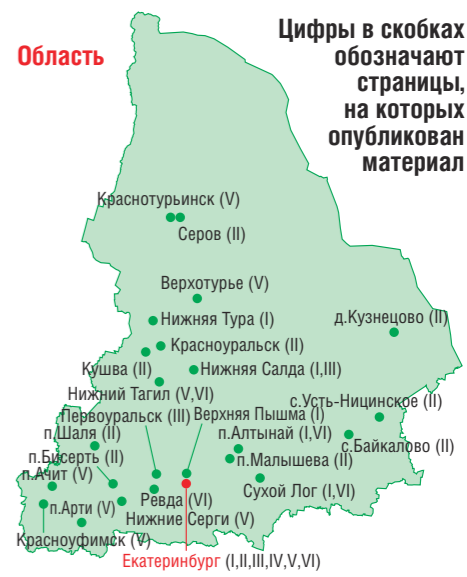 Область
Цифры в скобках
обозначают
страницы,
на которых
опубликован
материал
Краснотурьинск (V)
Серов (II)
Верхотурье (V)
Нижняя Тура (I)
д.Кузнецово (II)
Красноуральск (II)
Кушва (II)
Нижняя Салда (I,III)
Нижний Тагил (V,VI)
с.Усть-Ницинское (II)
Первоуральск (III)
Верхняя Пышма (I)
п.Шаля (II)
п.Алтынай (I,VI)
с.Байкалово (II)
п.Бисерть (II)
п.Малышева (II)
п.Ачит (V)
Сухой Лог (I,VI)
Ревда (VI)
п.Арти (V)
Нижние Серги (V)
Красноуфимск (V)
Екатеринбург (I,II,III,IV,V,VI)